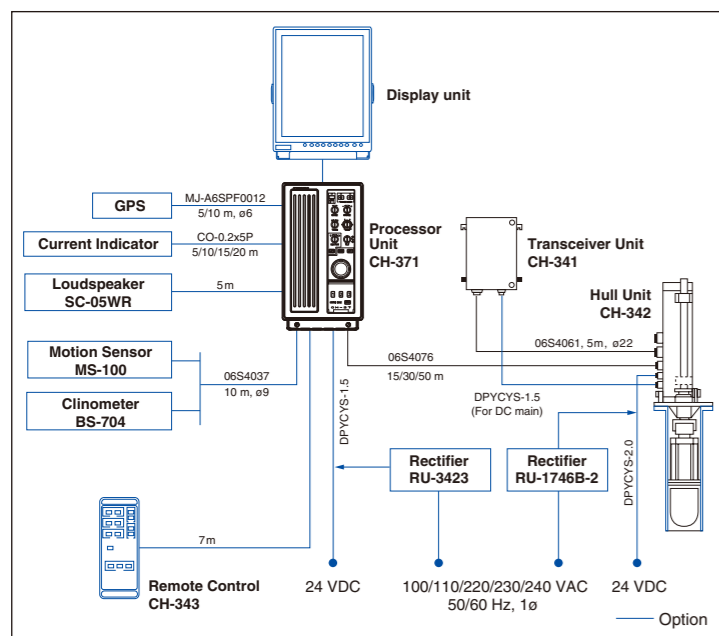 Display unit
GPS
MJ-A6SPF0012
5/10 m, ø6
Current Indicator
CO-0.2x5P
5/10/15/20 m
Loudspeaker
SC-05WR
5m
Processor
Unit
CH-371
Transceiver Unit
CH-341
Hull Unit
CH-342
Motion Sensor
MS-100
Clinometer
BS-704
06S4037
10 m, ø9
06S4076
15/30/50 m
06S4061, 5m, ø22
DPYCYS-1.5
DPYCYS-1.5
(For DC main)
DPYCYS-2.0
Rectifier
RU-3423
Rectifier
RU-1746B-2
7m
Remote Control
CH-343
24 VDC
100/110/220/230/240 VAC
50/60 Hz, 1ø
24 VDC
Option